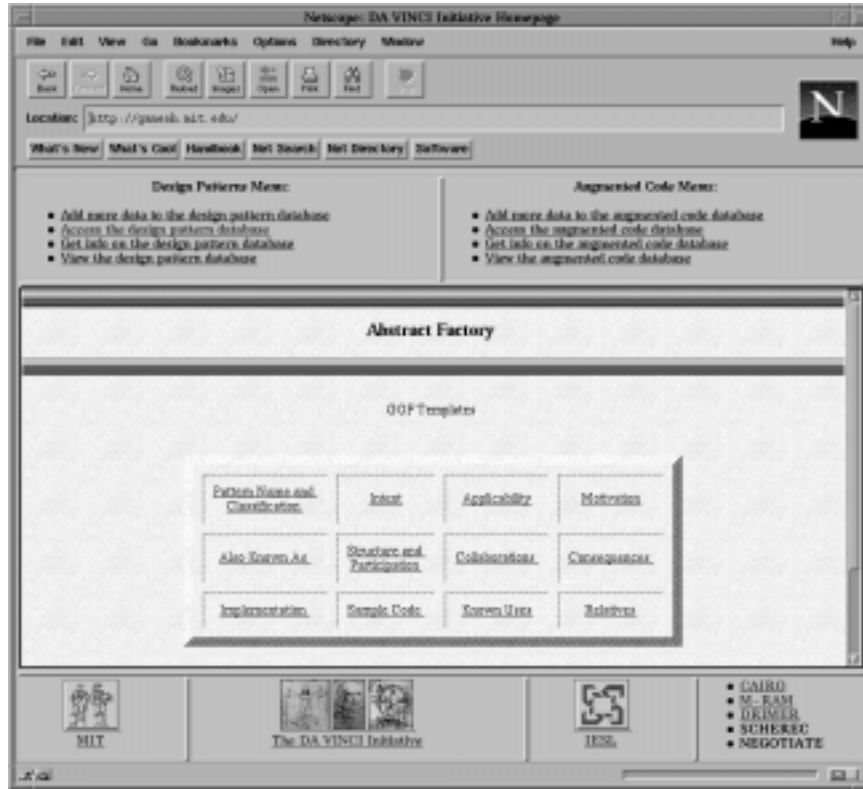 Netscape: DA VINCI Initiative Homepage
File Edit View Go Bookmarks Options Directory Window Help
Back Home Reload Images Open Print Find
Location: http://ganesh.mit.edu/
What's New What's Cool Handbook Net Search Net Directory Software
Design Patterns Menu:
Add more data to the design pattern database
Access the design pattern database
Get info on the design pattern database
View the design pattern database
Augmented Code Menu:
Add more data to the augmented code database
Access the augmented code database
Get info on the augmented code database
View the augmented code database
Abstract Factory
GOF Templates
Pattern Name and
Classification
Intent
Applicability
Motivation
Also Known As
Structure and
Participation
Collaborations
Consequences
Implementation
Sample Code
Known Uses
Relatives
MIT
The DA VINCI Initiative
IESL
CAIRO
M-RAM
DRIMER
SCHEREC
NEGOTIATE